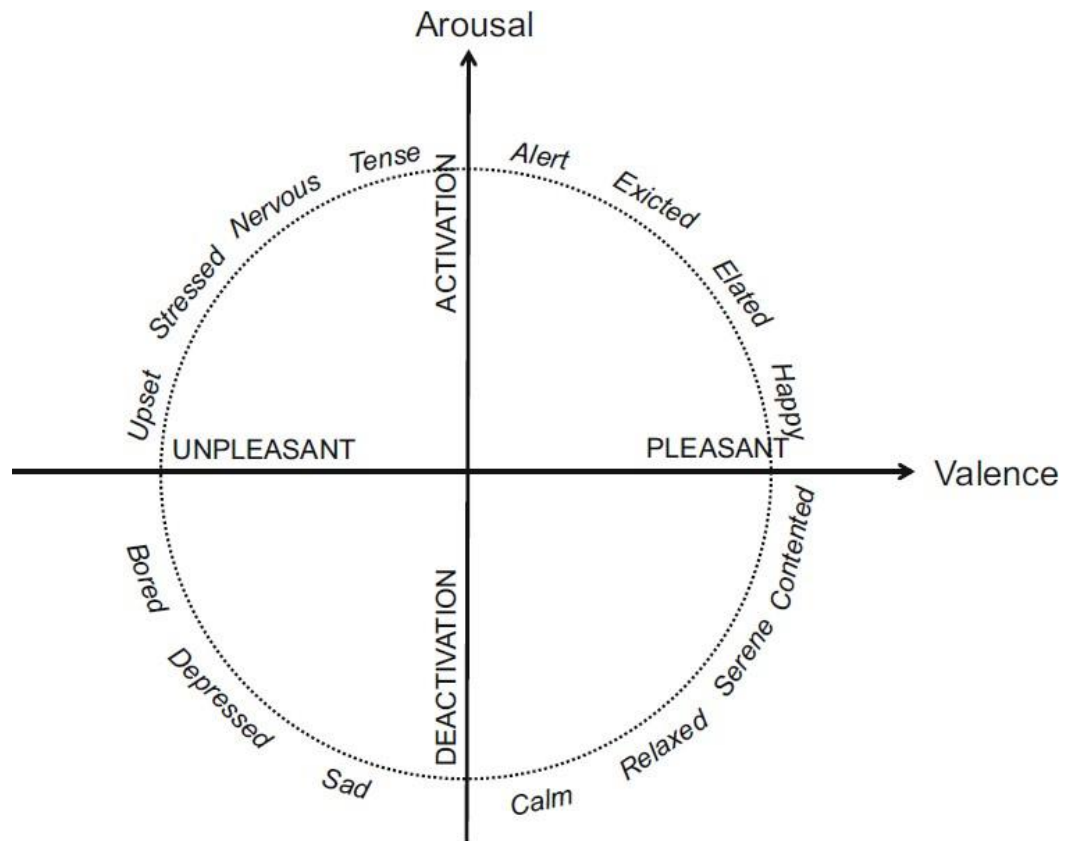 Arousal
Tense
Alert
Nervous
Exicted
ACTIVATION
Stressed
Elated
Upset
Happy
UNPLEASANT
PLEASANT
Valence
Bored
Contented
DEACTIVATION
Depressed
Serene
Relaxed
Sad
Calm